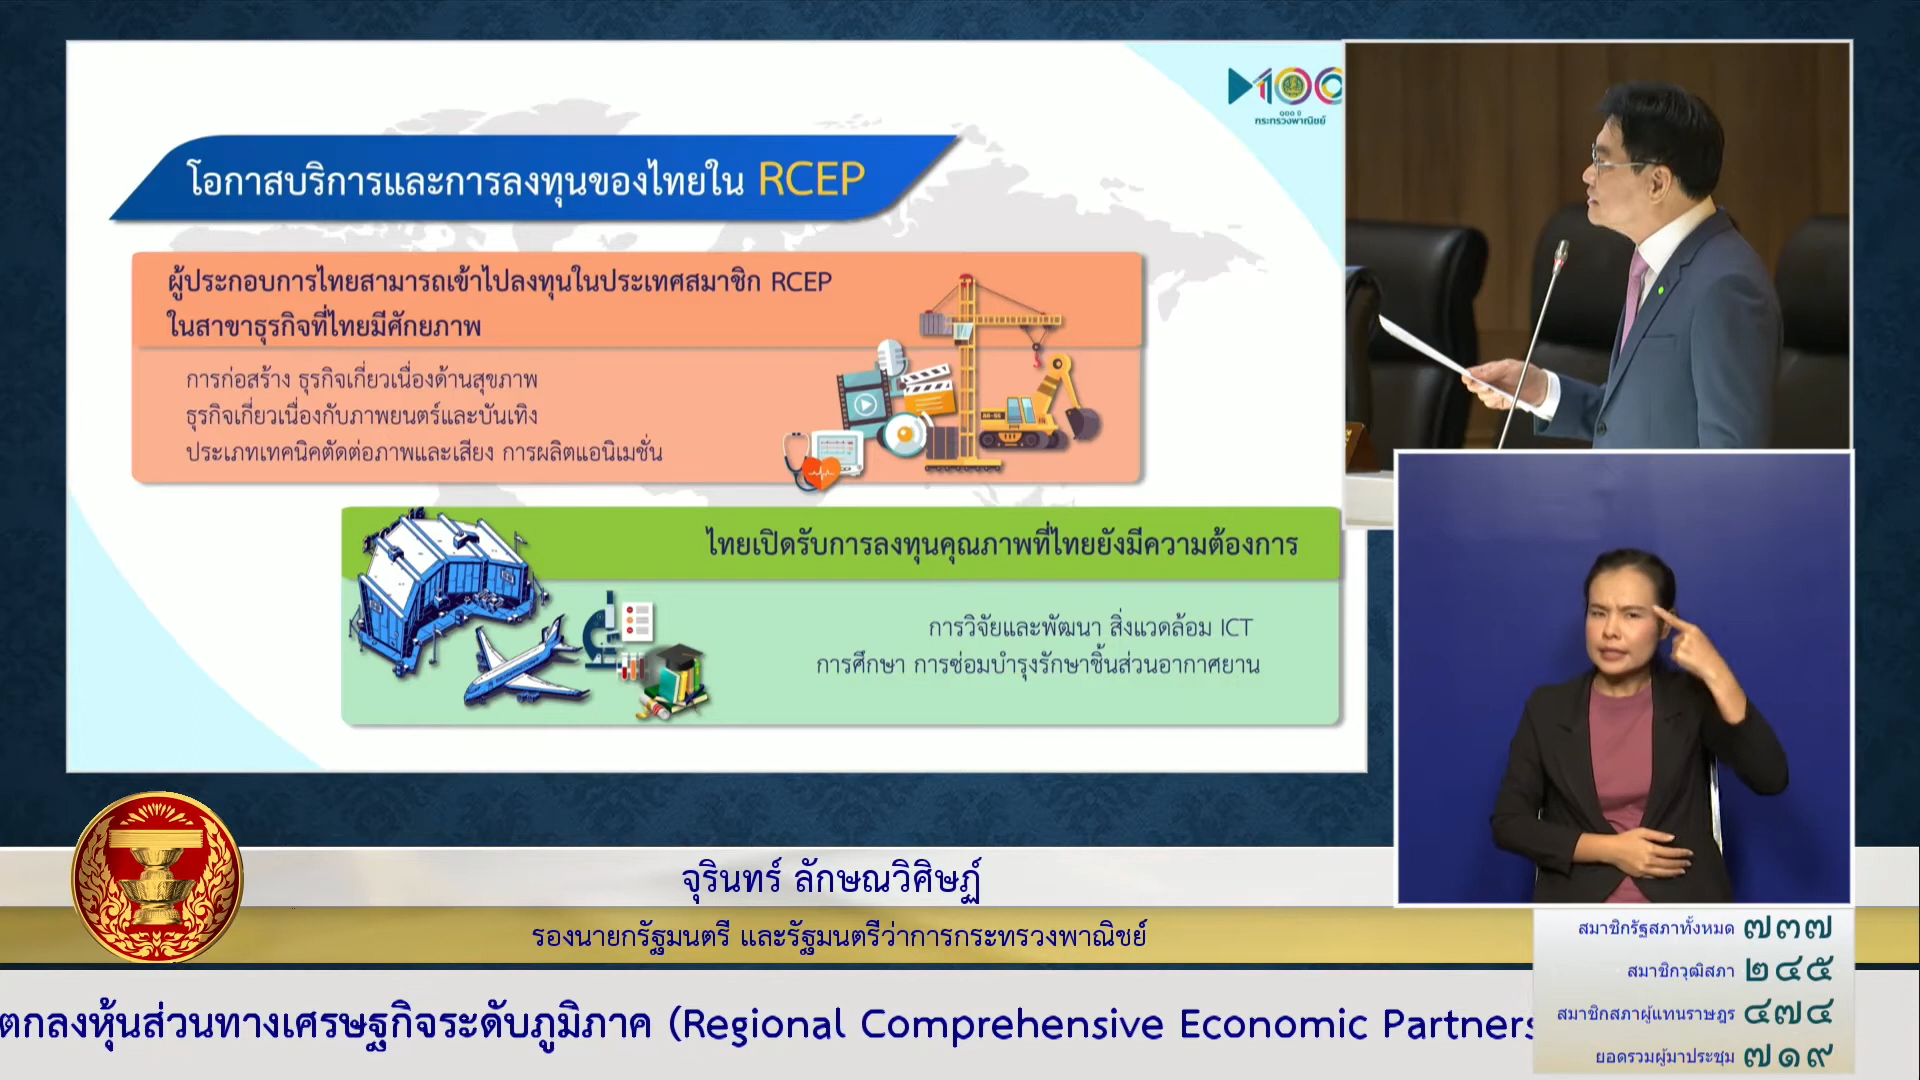 ๑๐๐ ปี
กระทรวงพาณิชย์
โอกาสบริการและการลงทุนของไทยใน RCEP
ผู้ประกอบการไทยสามารถเข้าไปลงทุนในประเทศสมาชิก RCEP
ในสาขาธุรกิจที่ไทยมีศักยภาพ
การก่อสร้าง ธุรกิจเกี่ยวเนื่องด้านสุขภาพ
ธุรกิจเกี่ยวเนื่องกับภาพยนตร์และบันเทิง
ประเภทเทคนิคตัดต่อภาพและเสียง การผลิตแอนิเมชั่น
ไทยเปิดรับการลงทุนคุณภาพที่ไทยยังมีความต้องการ
การวิจัยและพัฒนา สิ่งแวดล้อม ICT
การศึกษา การซ่อมบำรุงรักษาชิ้นส่วนอากาศยาน
จุรินทร์ ลักษณวิศิษฏ์
รองนายกรัฐมนตรี และรัฐมนตรีว่าการกระทรวงพาณิชย์
สมาชิกรัฐสภาทั้งหมด ๗๓๗
สมาชิกวุฒิสภา ๒๔๕
สมาชิกสภาผู้แทนราษฎร ๔๗๔
ยอดรวมผู้มาประชุม ๗๑๙
ตกลงหุ้นส่วนทางเศรษฐกิจระดับภูมิภาค (Regional Comprehensive Economic Partners